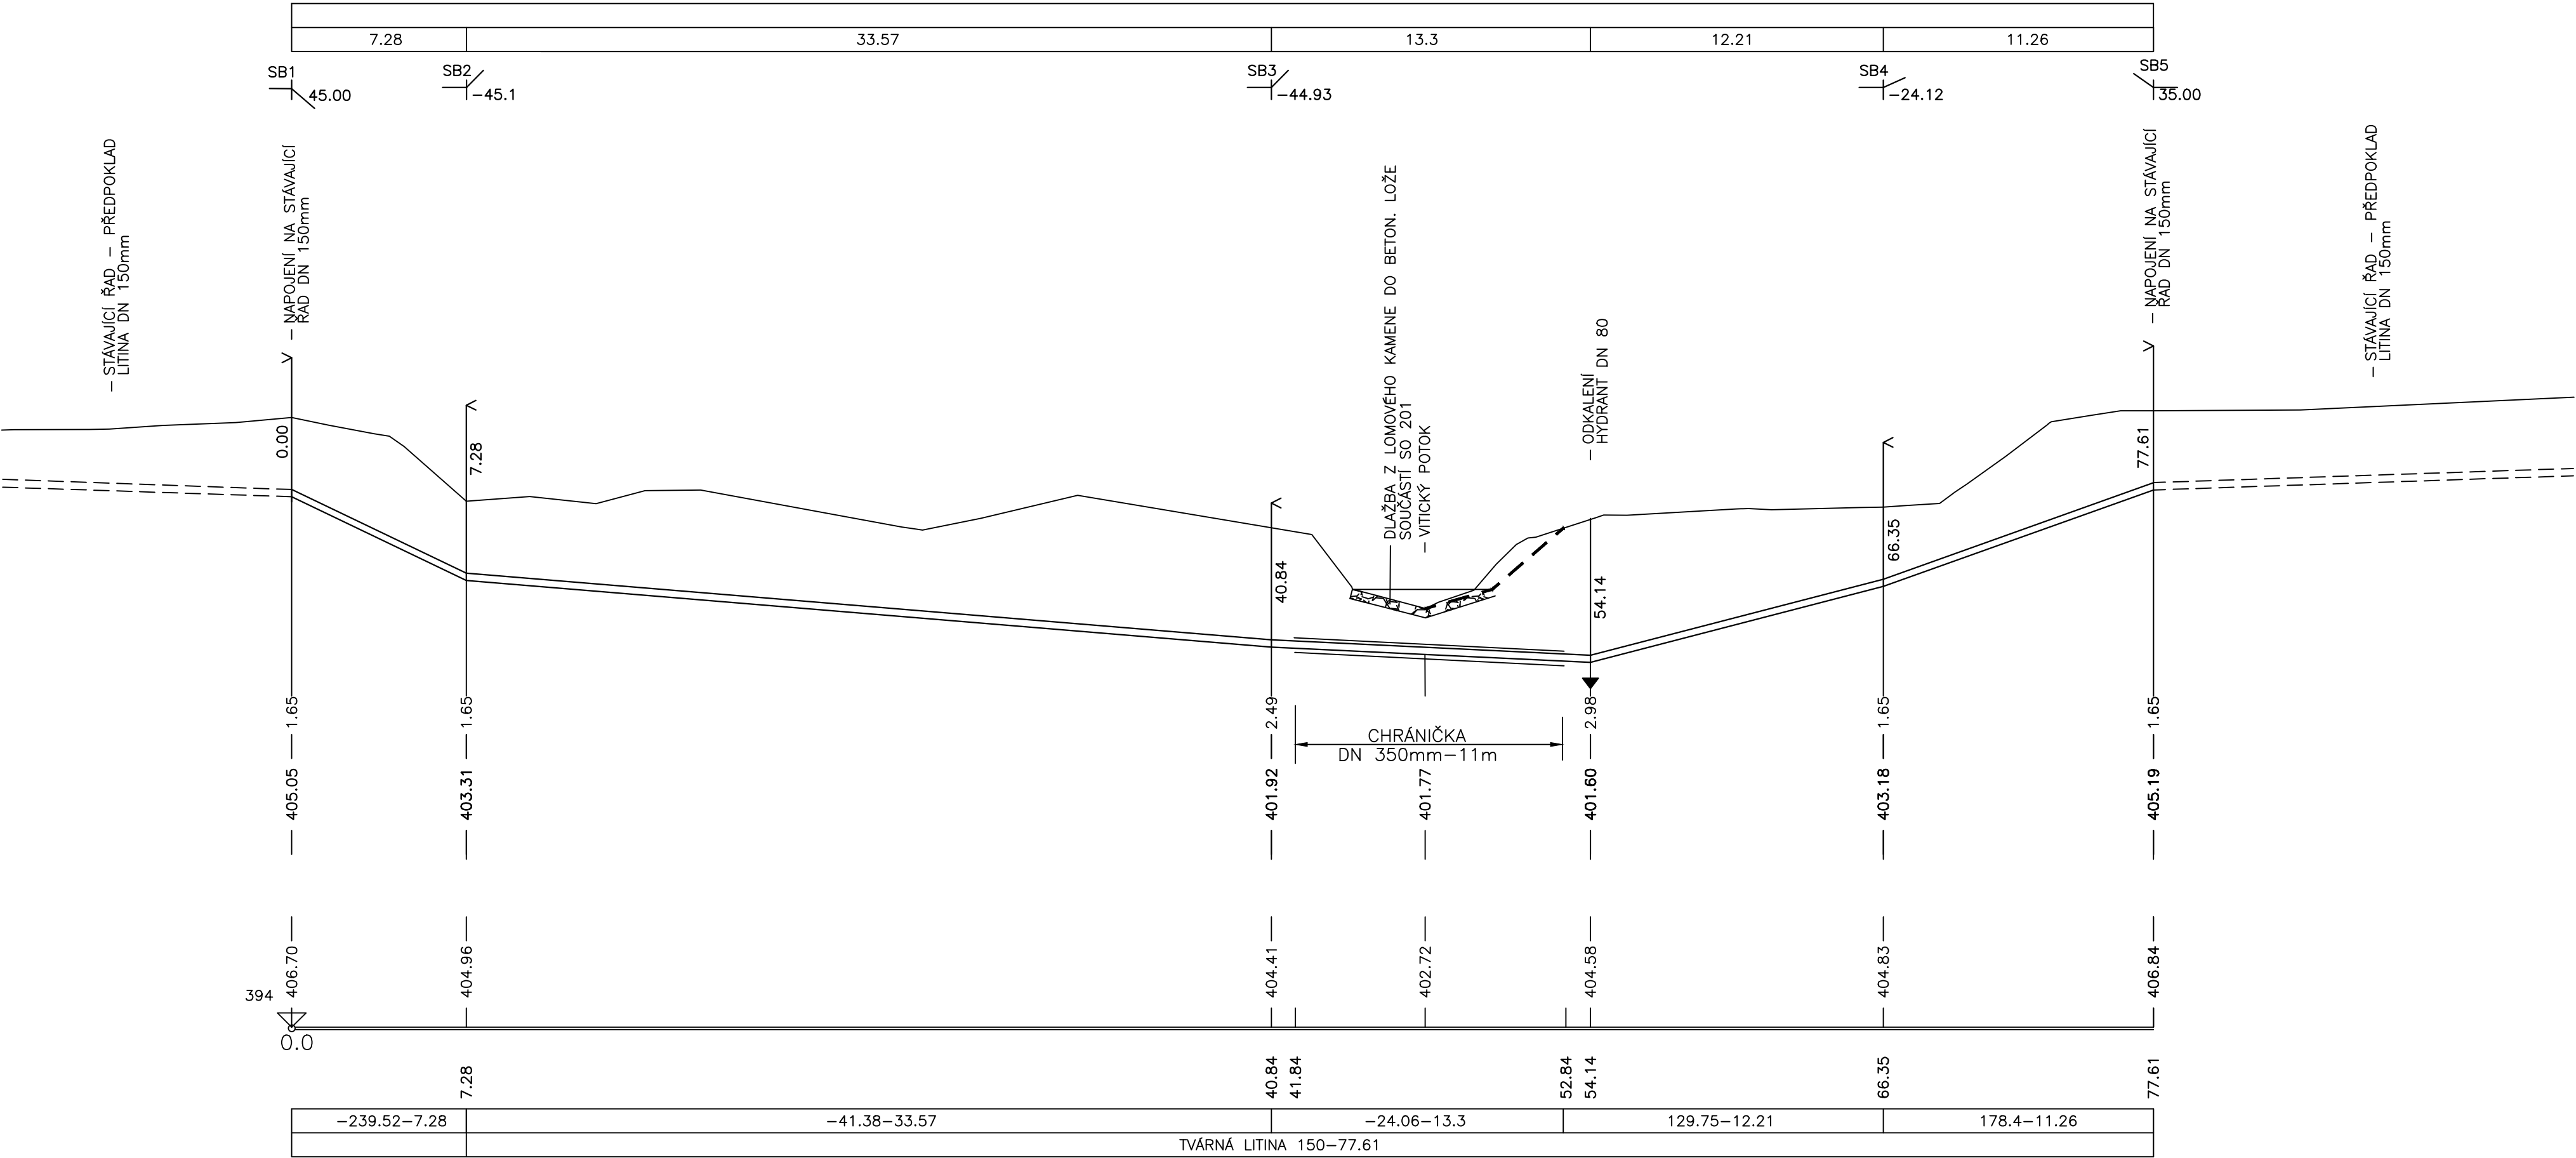 7.28 33.57 13.3 12.21 11.26
SB1 SB2 SB3 SB4 SB5
45.00 -45.1 -44.93 -24.12 35.00
– STÁVAJÍCÍ ŘAD – PŘEDPOKLAD
LITINA DN 150mm
– NAPOJENÍ NA STÁVAJÍCÍ
ŘAD DN 150mm
DLAŽBA Z LOMOVÉHO KAMENE DO BETON. LOŽE
SOUČÁSTÍ SO 201
– VITICKÝ POTOK
– ODKALENÍ
HYDRANT DN 80
– NAPOJENÍ NA STÁVAJÍCÍ
ŘAD DN 150mm
– STÁVAJÍCÍ ŘAD – PŘEDPOKLAD
LITINA DN 150mm
0.00 7.28 40.84 54.14 66.35 77.61
1.65 1.65 2.49 2.98 1.65 1.65
CHRÁNIČKA
DN 350mm-11m
405.05 403.31 401.92 401.77 401.60 403.18 405.19
406.70 404.96 404.41 402.72 404.58 404.83 406.84
394
0.0
7.28 40.84 41.84 52.84 54.14 66.35 77.61
-239.52-7.28 -41.38-33.57 -24.06-13.3 129.75-12.21 178.4-11.26
TVÁRNÁ LITINA 150-77.61